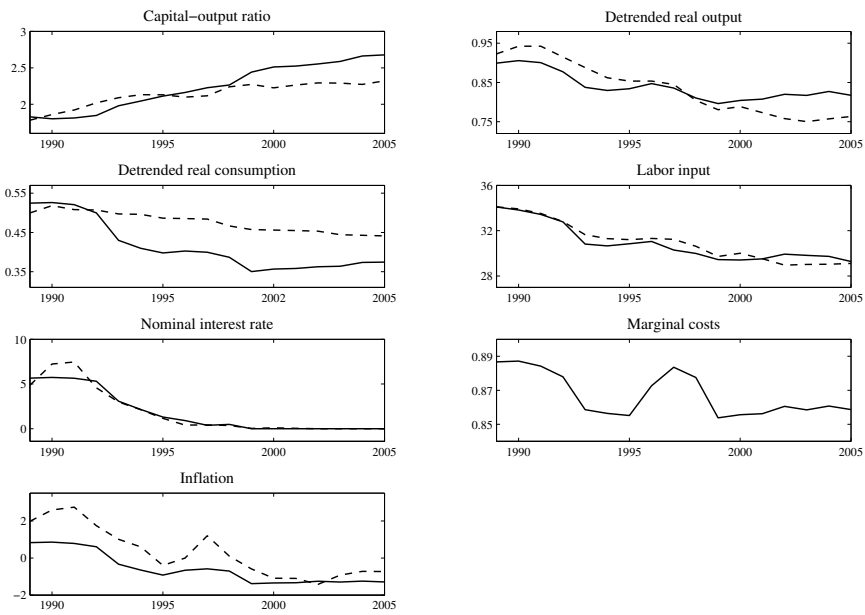 Capital−output ratio
3
2.5
2
1990 1995 2000 2005
Detrended real output
0.95
0.85
0.75
1990 1995 2000 2005
Detrended real consumption
0.55
0.45
0.35
1990 1995 2002 2005
Labor input
36
32
28
1990 1995 2000 2005
Nominal interest rate
10
5
0
1990 1995 2000 2005
Marginal costs
0.89
0.87
0.85
1990 1995 2000 2005
Inflation
2
0
−2
1990 1995 2000 2005